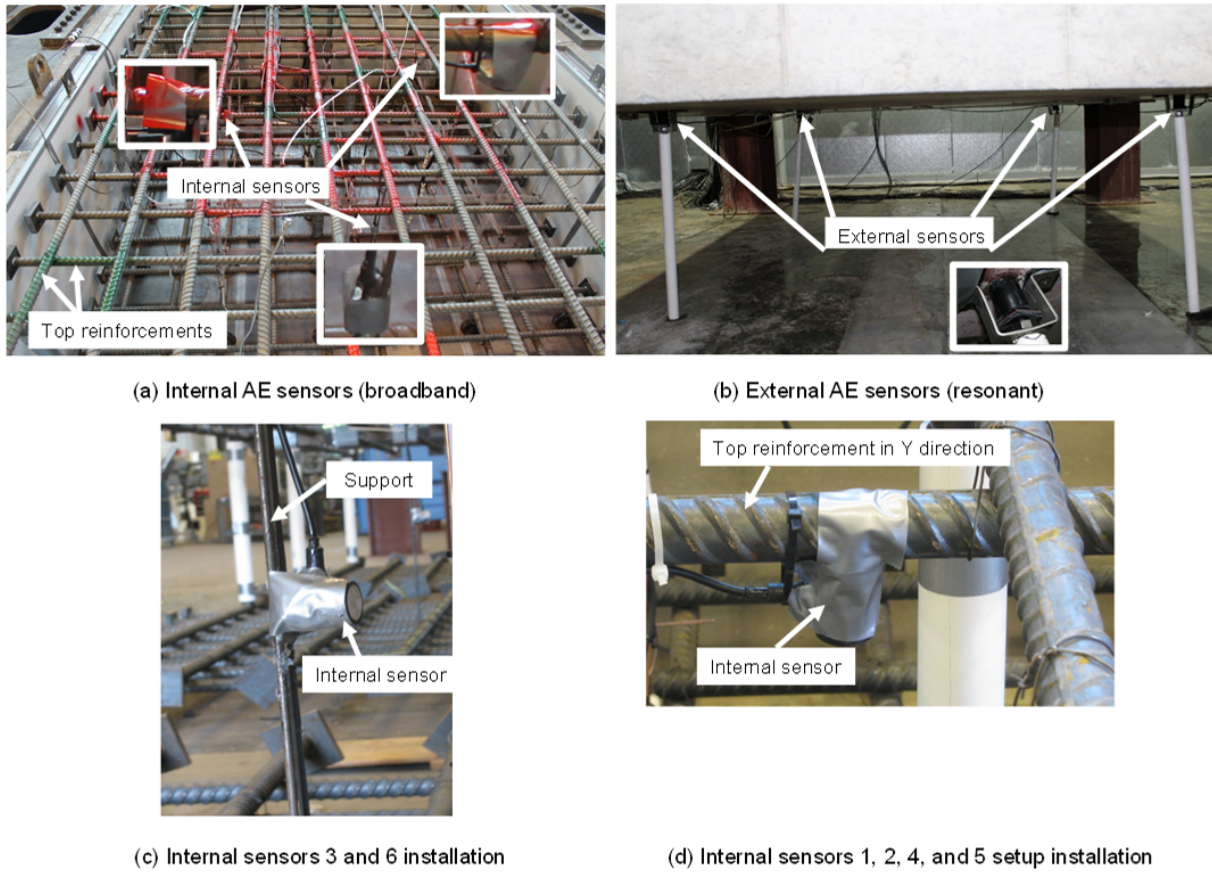 Internal sensors
Top reinforcements
External sensors
(a) Internal AE sensors (broadband)
(b) External AE sensors (resonant)
Support
Internal sensor
Top reinforcement in Y direction
Internal sensor
(c) Internal sensors 3 and 6 installation
(d) Internal sensors 1, 2, 4, and 5 setup installation